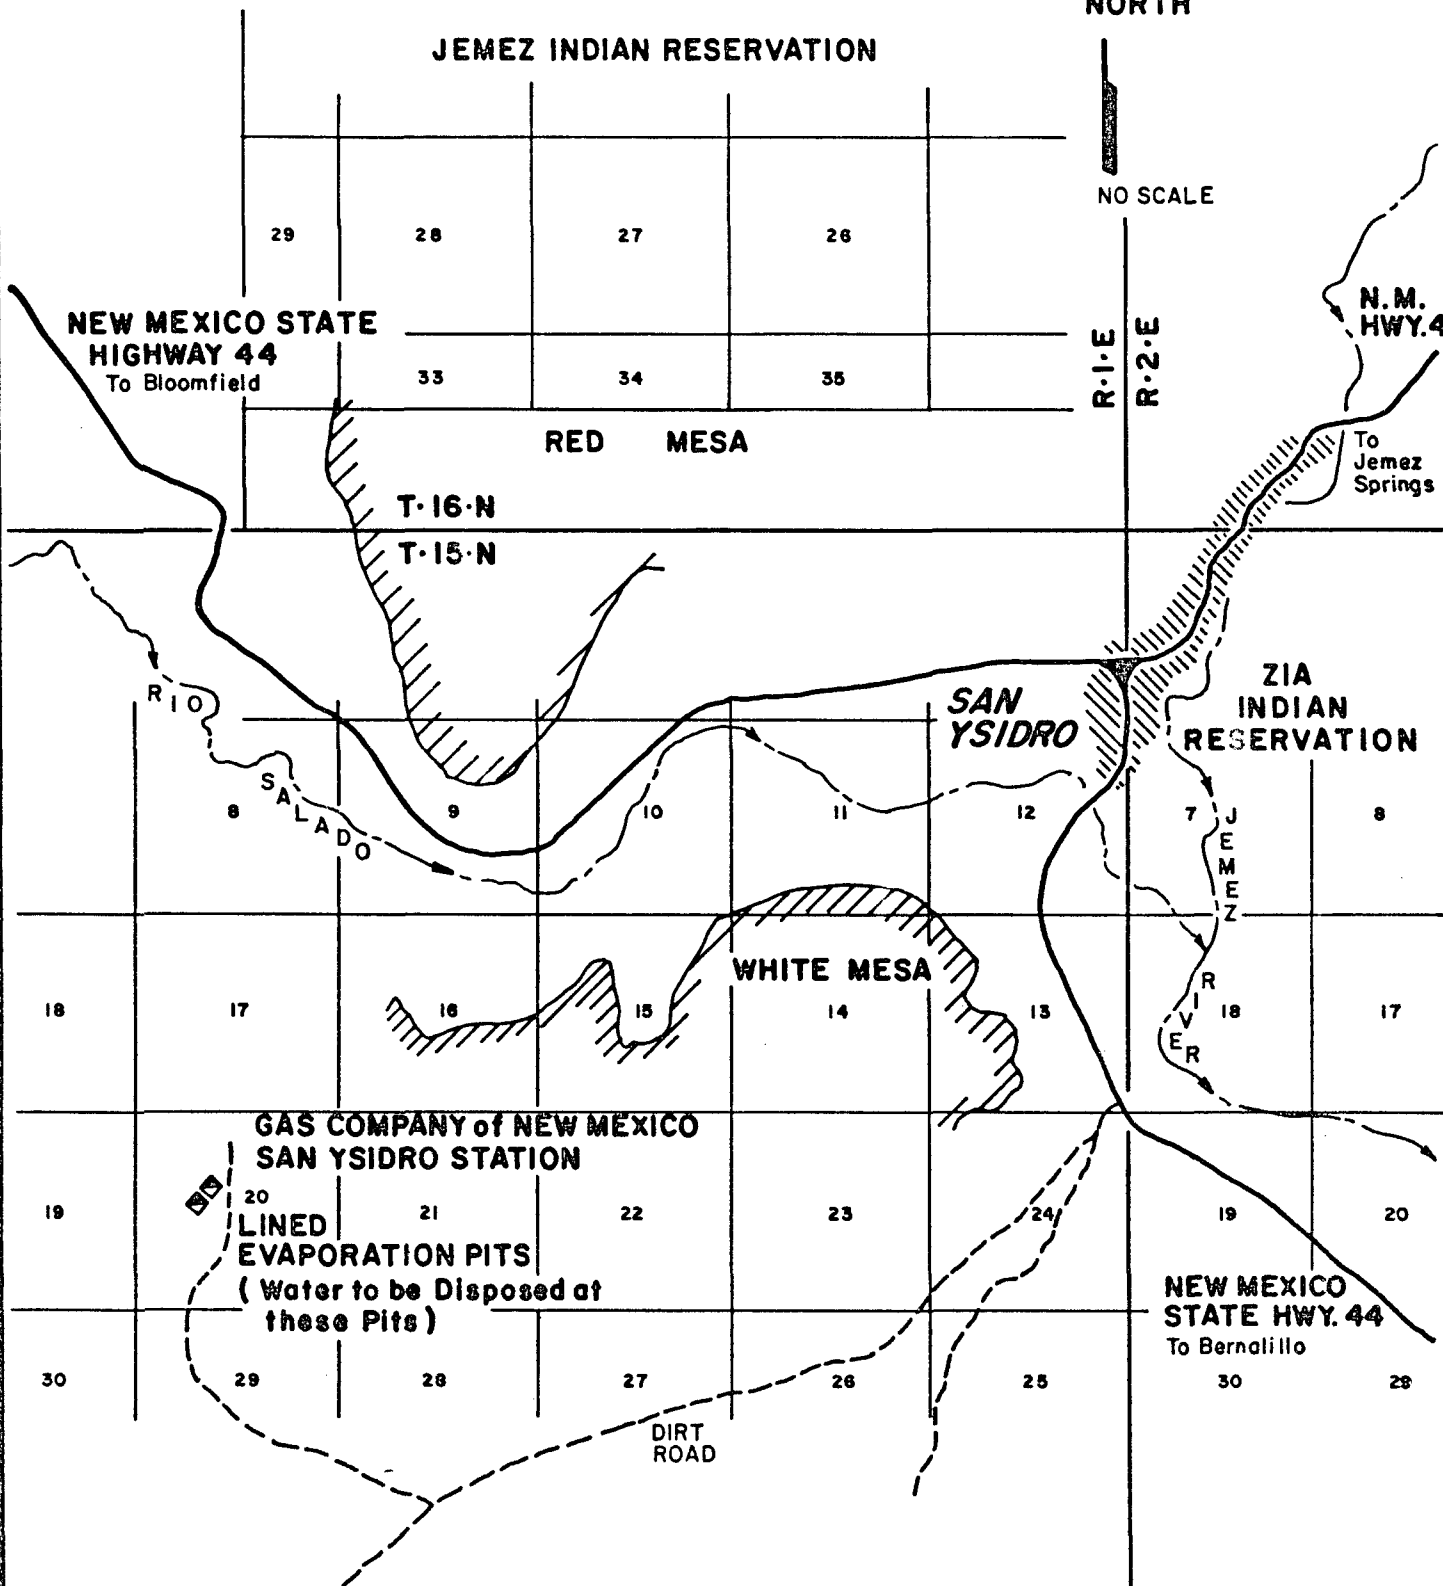 NORTH
JEMEZ INDIAN RESERVATION
NO SCALE
29 28 27 26
N.M.
HWY. 4
NEW MEXICO STATE
HIGHWAY 44
To Bloomfield
R·1·E
R·2·E
33 34 35
RED MESA
To
Jemez
Springs
T·16·N
T·15·N
RIO
SALADO
SAN
YSIDRO
ZIA
INDIAN
RESERVATION
8 9 10 11 12 7 8
JEMEZ
RIVER
WHITE MESA
18 17 16 15 14 13 18 17
GAS COMPANY of NEW MEXICO
SAN YSIDRO STATION
19 20 21 22 23 24 19 20
LINED
EVAPORATION PITS
( Water to be Disposed at
these Pits )
NEW MEXICO
STATE HWY. 44
To Bernalillo
30 29 28 27 26 25 30 29
DIRT
ROAD